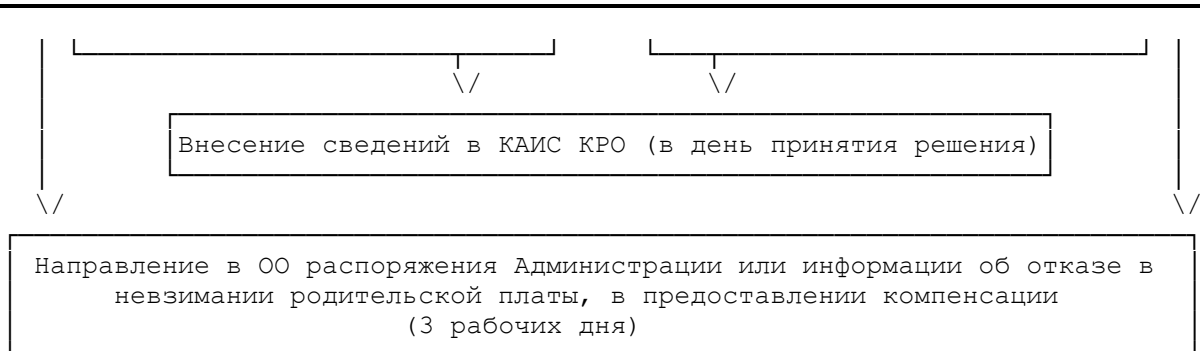 Внесение сведений в КАИС КРО (в день принятия решения)
Направление в ОО распоряжения Администрации или информации об отказе в
невзимании родительской платы, в предоставлении компенсации
(3 рабочих дня)